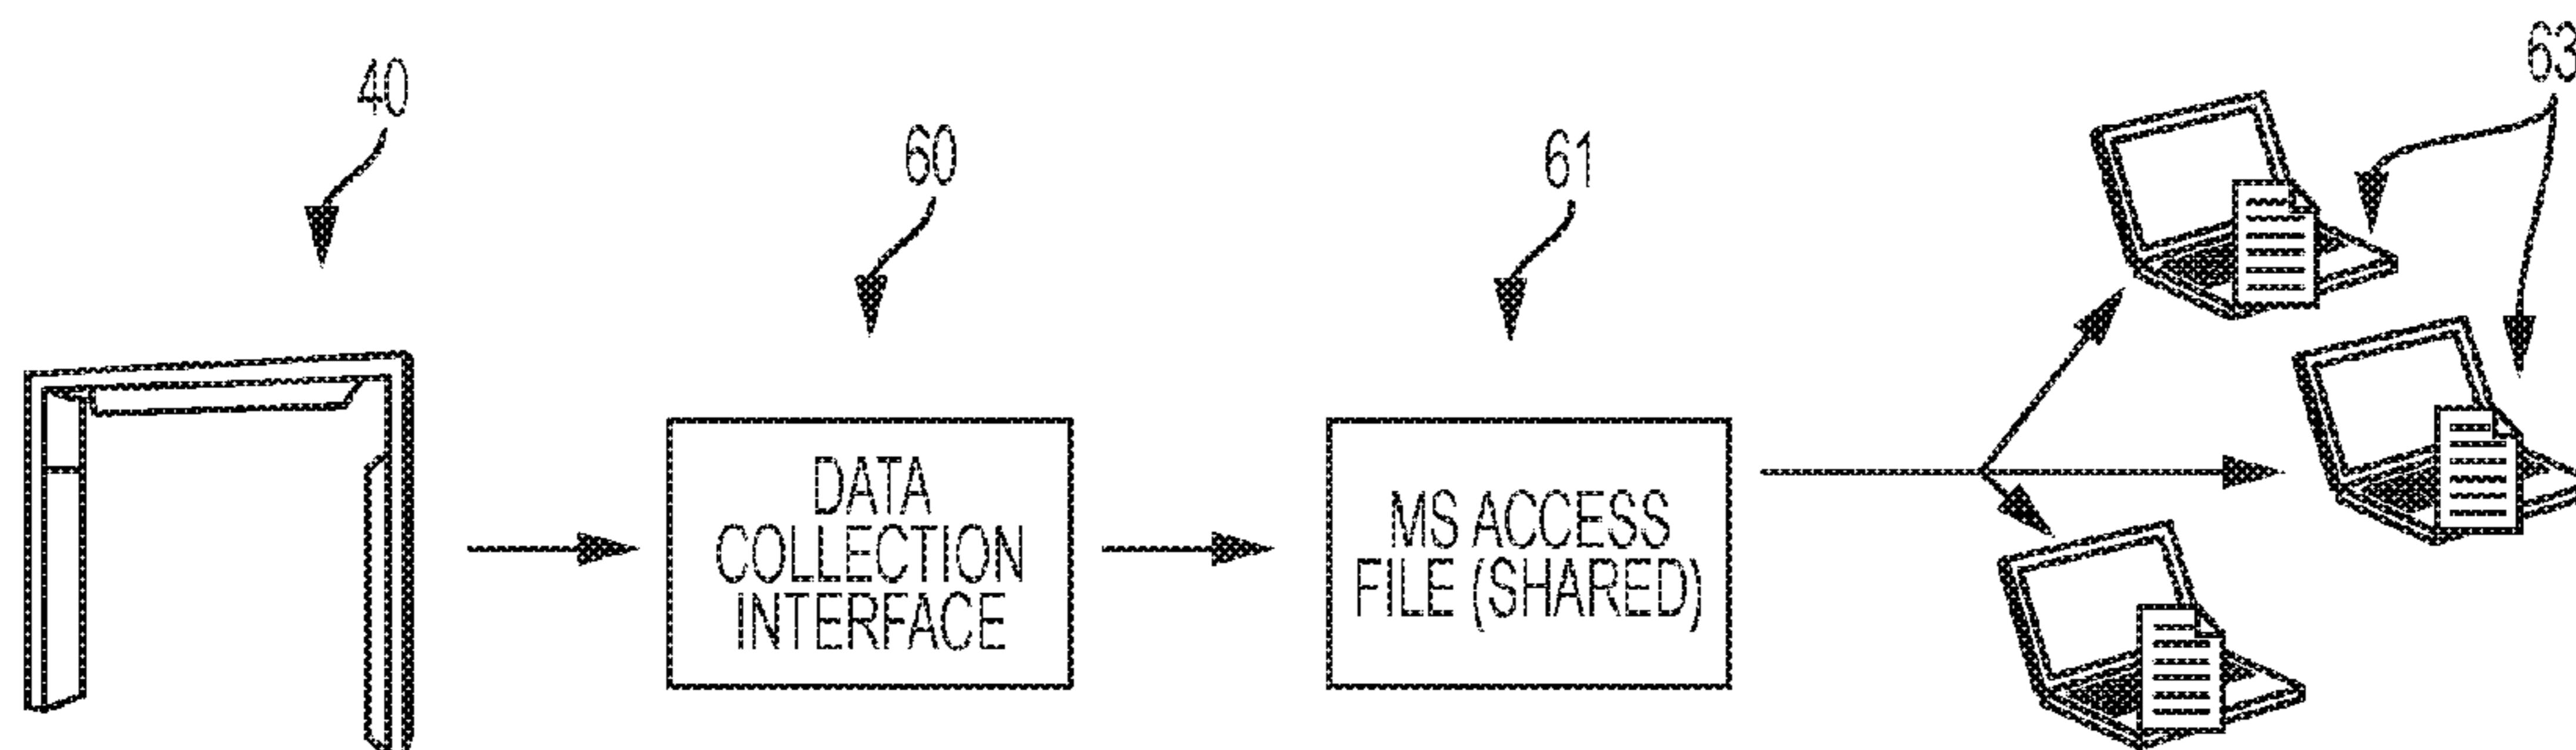 40
60
61
63
DATA
COLLECTION
INTERFACE
MS ACCESS
FILE (SHARED)